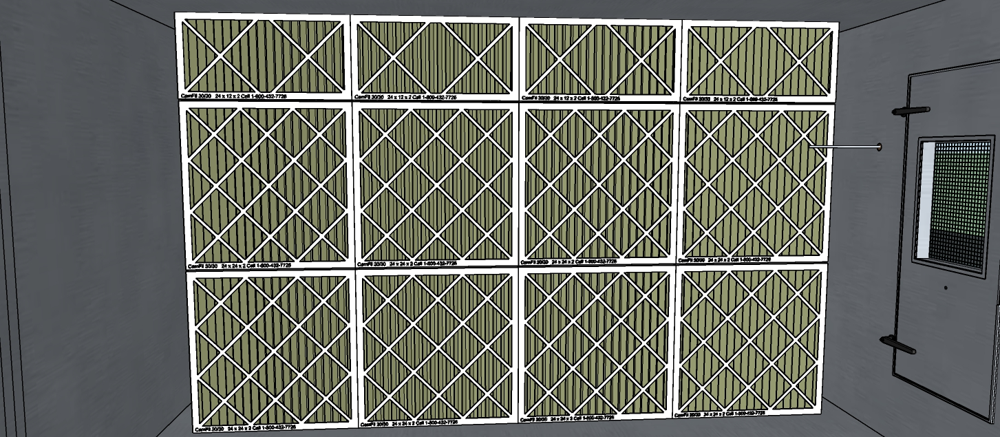 CamFil 30/30 24 x 12 x 2 Call 1-800-432-7726
CamFil 30/30 24 x 12 x 2 Call 1-800-432-7726
CamFil 30/30 24 x 12 x 2 Call 1-800-432-7726
CamFil 30/30 24 x 12 x 2 Call 1-800-432-7726
CamFil 30/30 24 x 24 x 2 Call 1-800-432-7726
CamFil 30/30 24 x 24 x 2 Call 1-800-432-7726
CamFil 30/30 24 x 24 x 2 Call 1-800-432-7726
CamFil 30/30 24 x 24 x 2 Call 1-800-432-7726
CamFil 30/30 24 x 24 x 2 Call 1-800-432-7726
CamFil 30/30 24 x 24 x 2 Call 1-800-432-7726
CamFil 30/30 24 x 24 x 2 Call 1-800-432-7726
CamFil 30/30 24 x 24 x 2 Call 1-800-432-7726